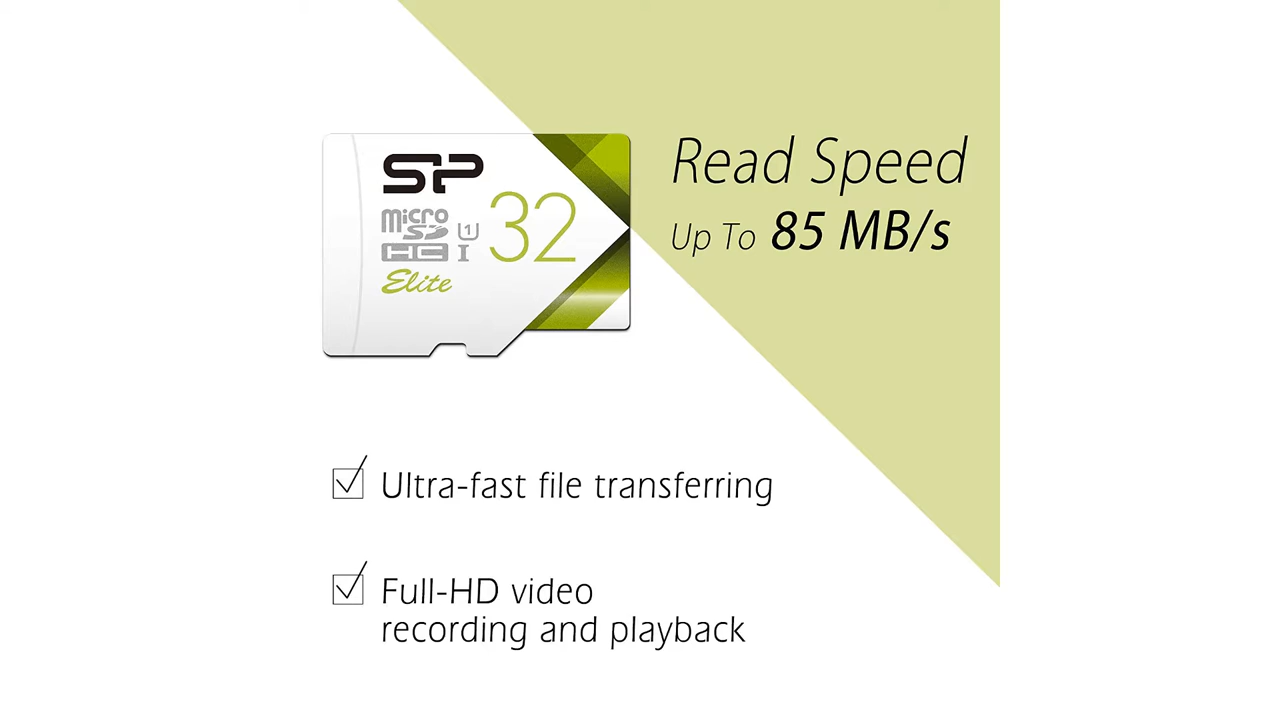 SP
micro
SD
HC I
U1
32
Elite
Read Speed
Up To 85 MB/s
Ultra-fast file transferring
Full-HD video
recording and playback